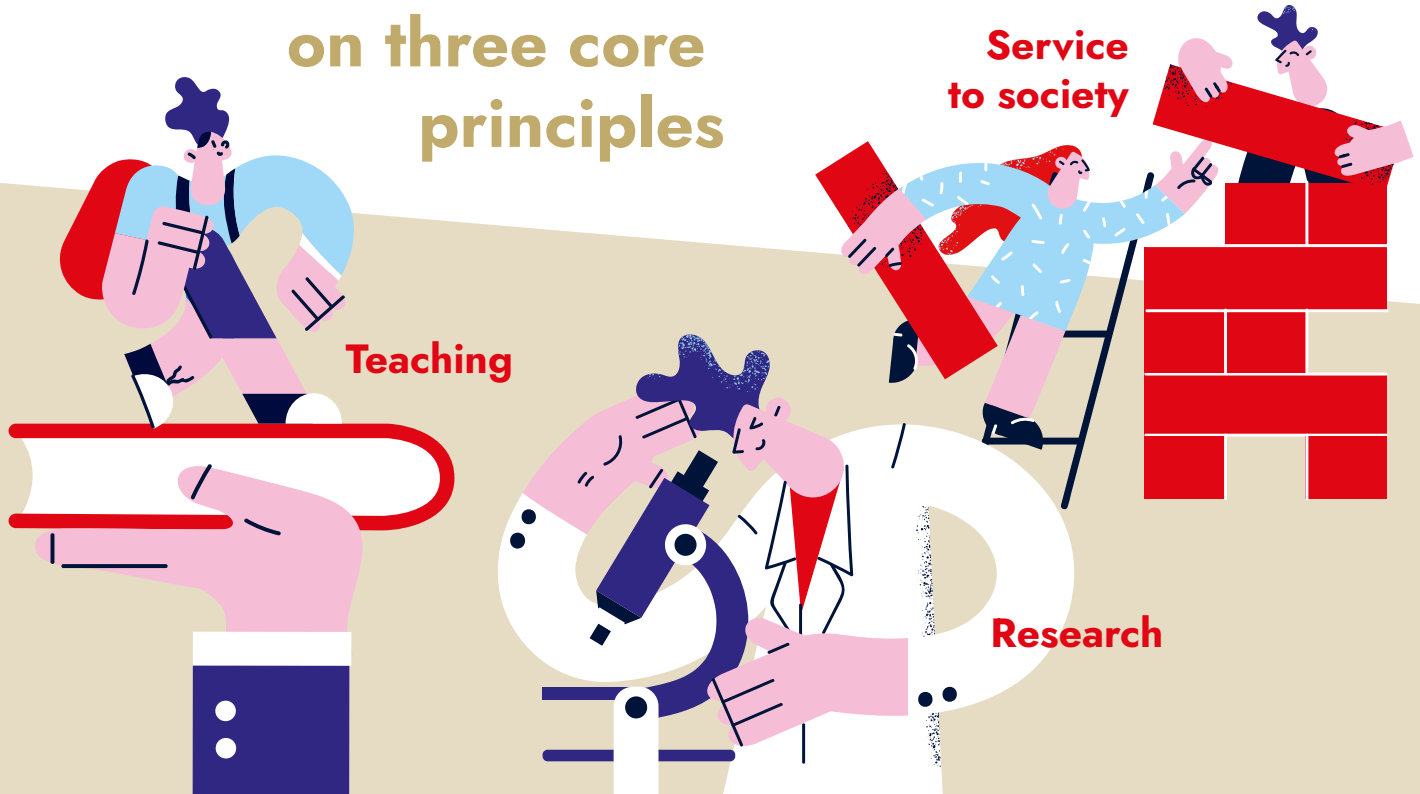 on three core
principles
Service
to society
Teaching
Research